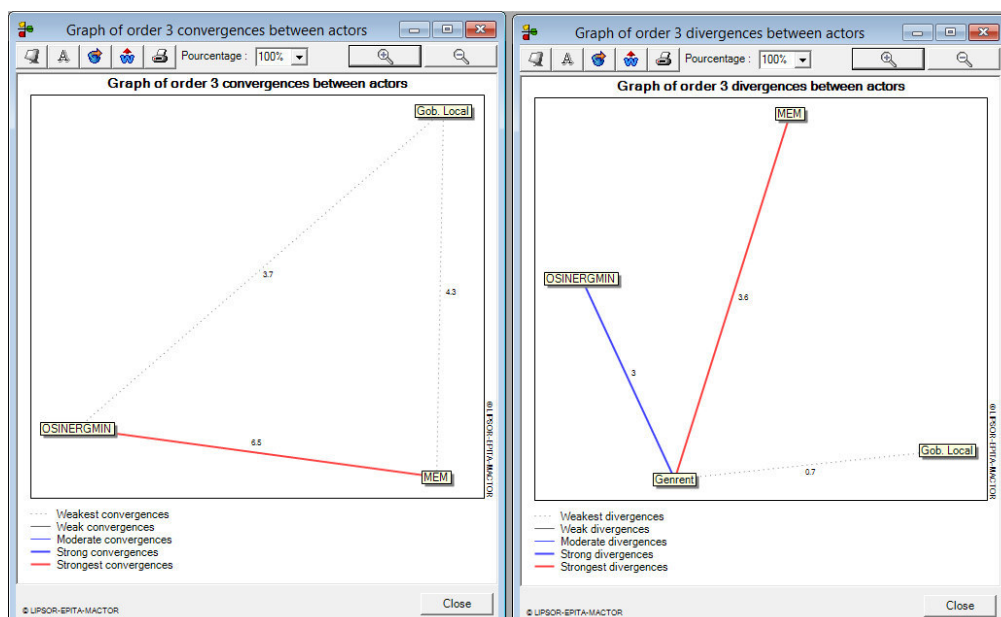 Graph of order 3 convergences between actors
A
Pourcentage : 100%
Graph of order 3 convergences between actors
Gob. Local
3.7
4.3
OSINERGMIN
6.5
MEM
©LIPSOR-EPITA-MACTOR
Weakest convergences
Weak convergences
Moderate convergences
Strong convergences
Strongest convergences
© LIPSOR-EPITA-MACTOR
Close
Graph of order 3 divergences between actors
A
Pourcentage : 100%
Graph of order 3 divergences between actors
MEM
OSINERGMIN
3.6
3
Gob. Local
0.7
Genrent
©LIPSOR-EPITA-MACTOR
Weakest divergences
Weak divergences
Moderate divergences
Strong divergences
Strongest divergences
© LIPSOR-EPITA-MACTOR
Close